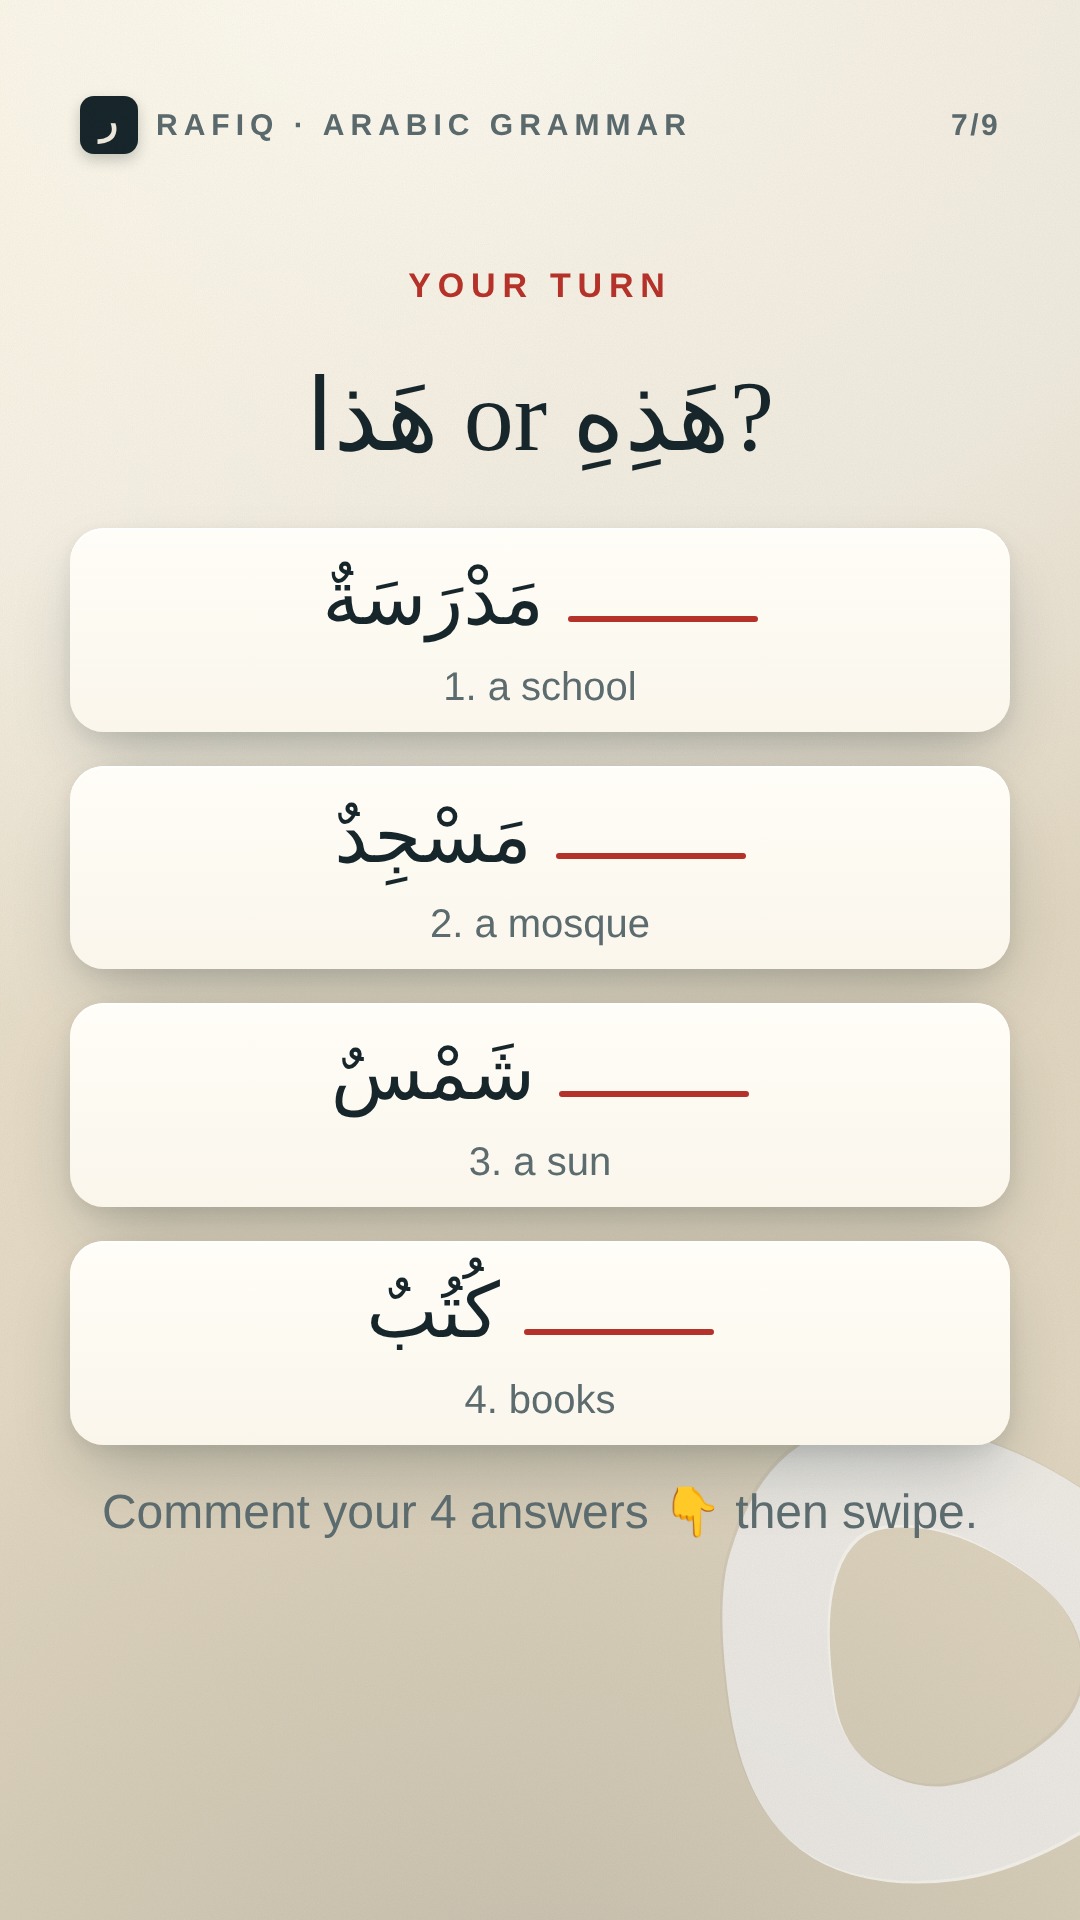 ر RAFIQ · ARABIC GRAMMAR 7/9
YOUR TURN
هَذا or هَذِهِ?
______ مَدْرَسَةٌ
1. a school
______ مَسْجِدٌ
2. a mosque
______ شَمْسٌ
3. a sun
______ كُتُبٌ
4. books
Comment your 4 answers 👇 then swipe.